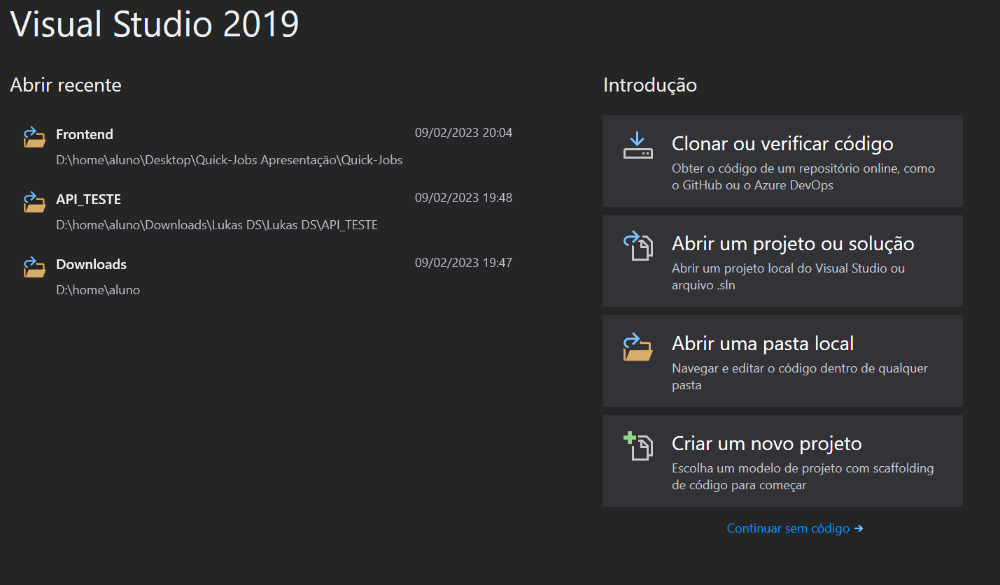 Visual Studio 2019
Abrir recente
Frontend
09/02/2023 20:04
D:\home\aluno\Desktop\Quick-Jobs Apresentação\Quick-Jobs
API_TESTE
09/02/2023 19:48
D:\home\aluno\Downloads\Lukas DS\Lukas DS\API_TESTE
Downloads
09/02/2023 19:47
D:\home\aluno
Introdução
Clonar ou verificar código
Obter o código de um repositório online, como
o GitHub ou o Azure DevOps
Abrir um projeto ou solução
Abrir um projeto local do Visual Studio ou
arquivo .sln
Abrir uma pasta local
Navegar e editar o código dentro de qualquer
pasta
Criar um novo projeto
Escolha um modelo de projeto com scaffolding
de código para começar
Continuar sem código →